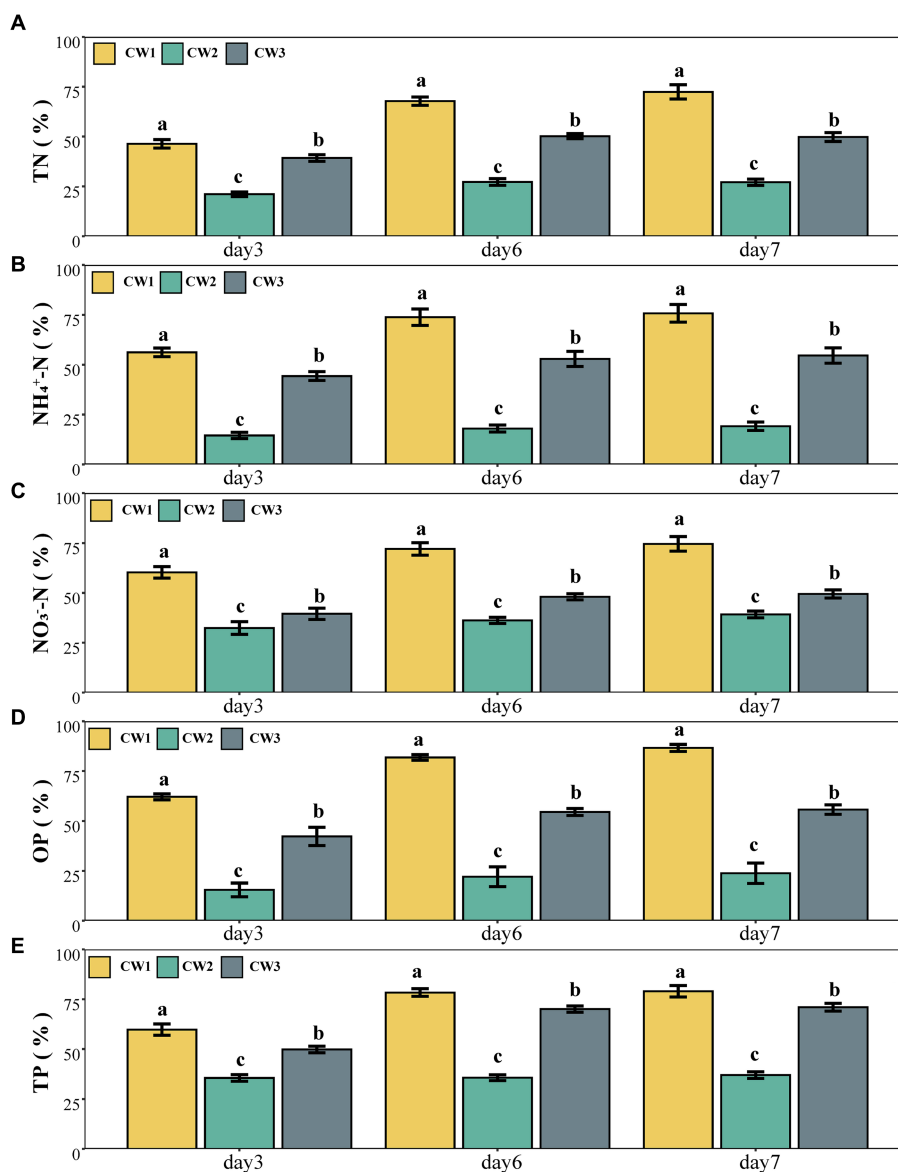 A
100
75
50
25
0
TN ( % )
CW1 CW2 CW3
a c b a c b a c b
day3 day6 day7
B
100
75
50
25
0
NH₄⁺-N ( % )
CW1 CW2 CW3
a c b a c b a c b
day3 day6 day7
C
100
75
50
25
0
NO₃⁻-N ( % )
CW1 CW2 CW3
a c b a c b a c b
day3 day6 day7
D
100
75
50
25
0
OP ( % )
CW1 CW2 CW3
a c b a c b a c b
day3 day6 day7
E
100
75
50
25
0
TP ( % )
CW1 CW2 CW3
a c b a c b a c b
day3 day6 day7